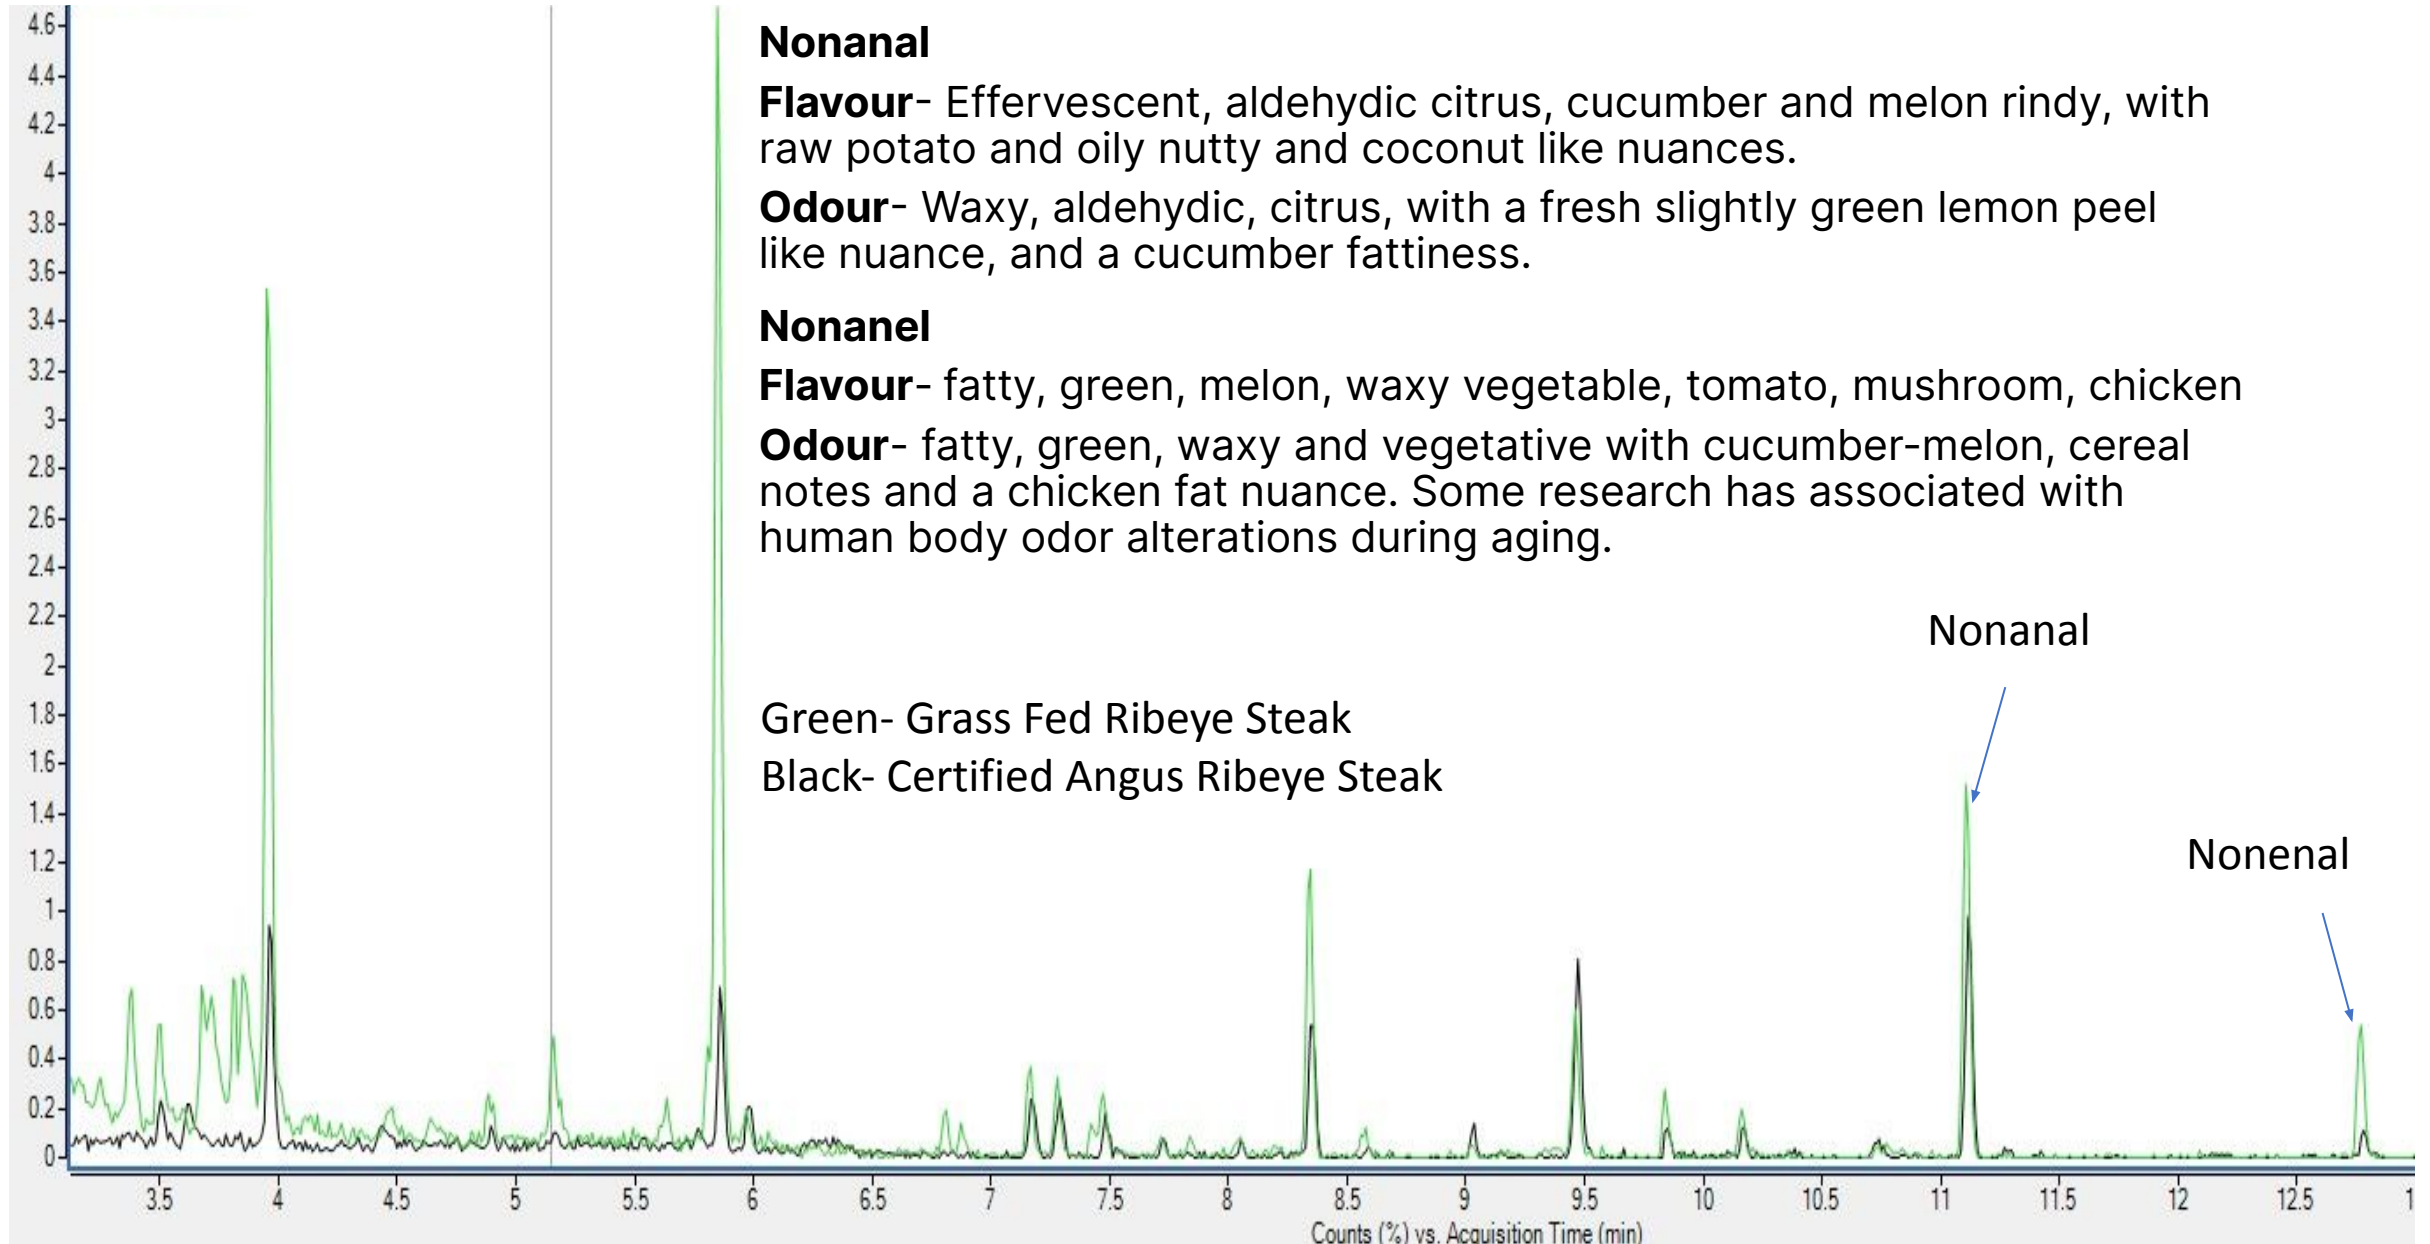 Nonanal
Flavour- Effervescent, aldehydic citrus, cucumber and melon rindy, with
raw potato and oily nutty and coconut like nuances.
Odour- Waxy, aldehydic, citrus, with a fresh slightly green lemon peel
like nuance, and a cucumber fattiness.
Nonanel
Flavour- fatty, green, melon, waxy vegetable, tomato, mushroom, chicken
Odour- fatty, green, waxy and vegetative with cucumber-melon, cereal
notes and a chicken fat nuance. Some research has associated with
human body odor alterations during aging.
Nonanal
Green- Grass Fed Ribeye Steak
Black- Certified Angus Ribeye Steak
Nonenal
4.6
4.4
4.2
4
3.8
3.6
3.4
3.2
3
2.8
2.6
2.4
2.2
2
1.8
1.6
1.4
1.2
1
0.8
0.6
0.4
0.2
0
3.5 4 4.5 5 5.5 6 6.5 7 7.5 8 8.5 9 9.5 10 10.5 11 11.5 12 12.5
Counts (%) vs. Acquisition Time (min)